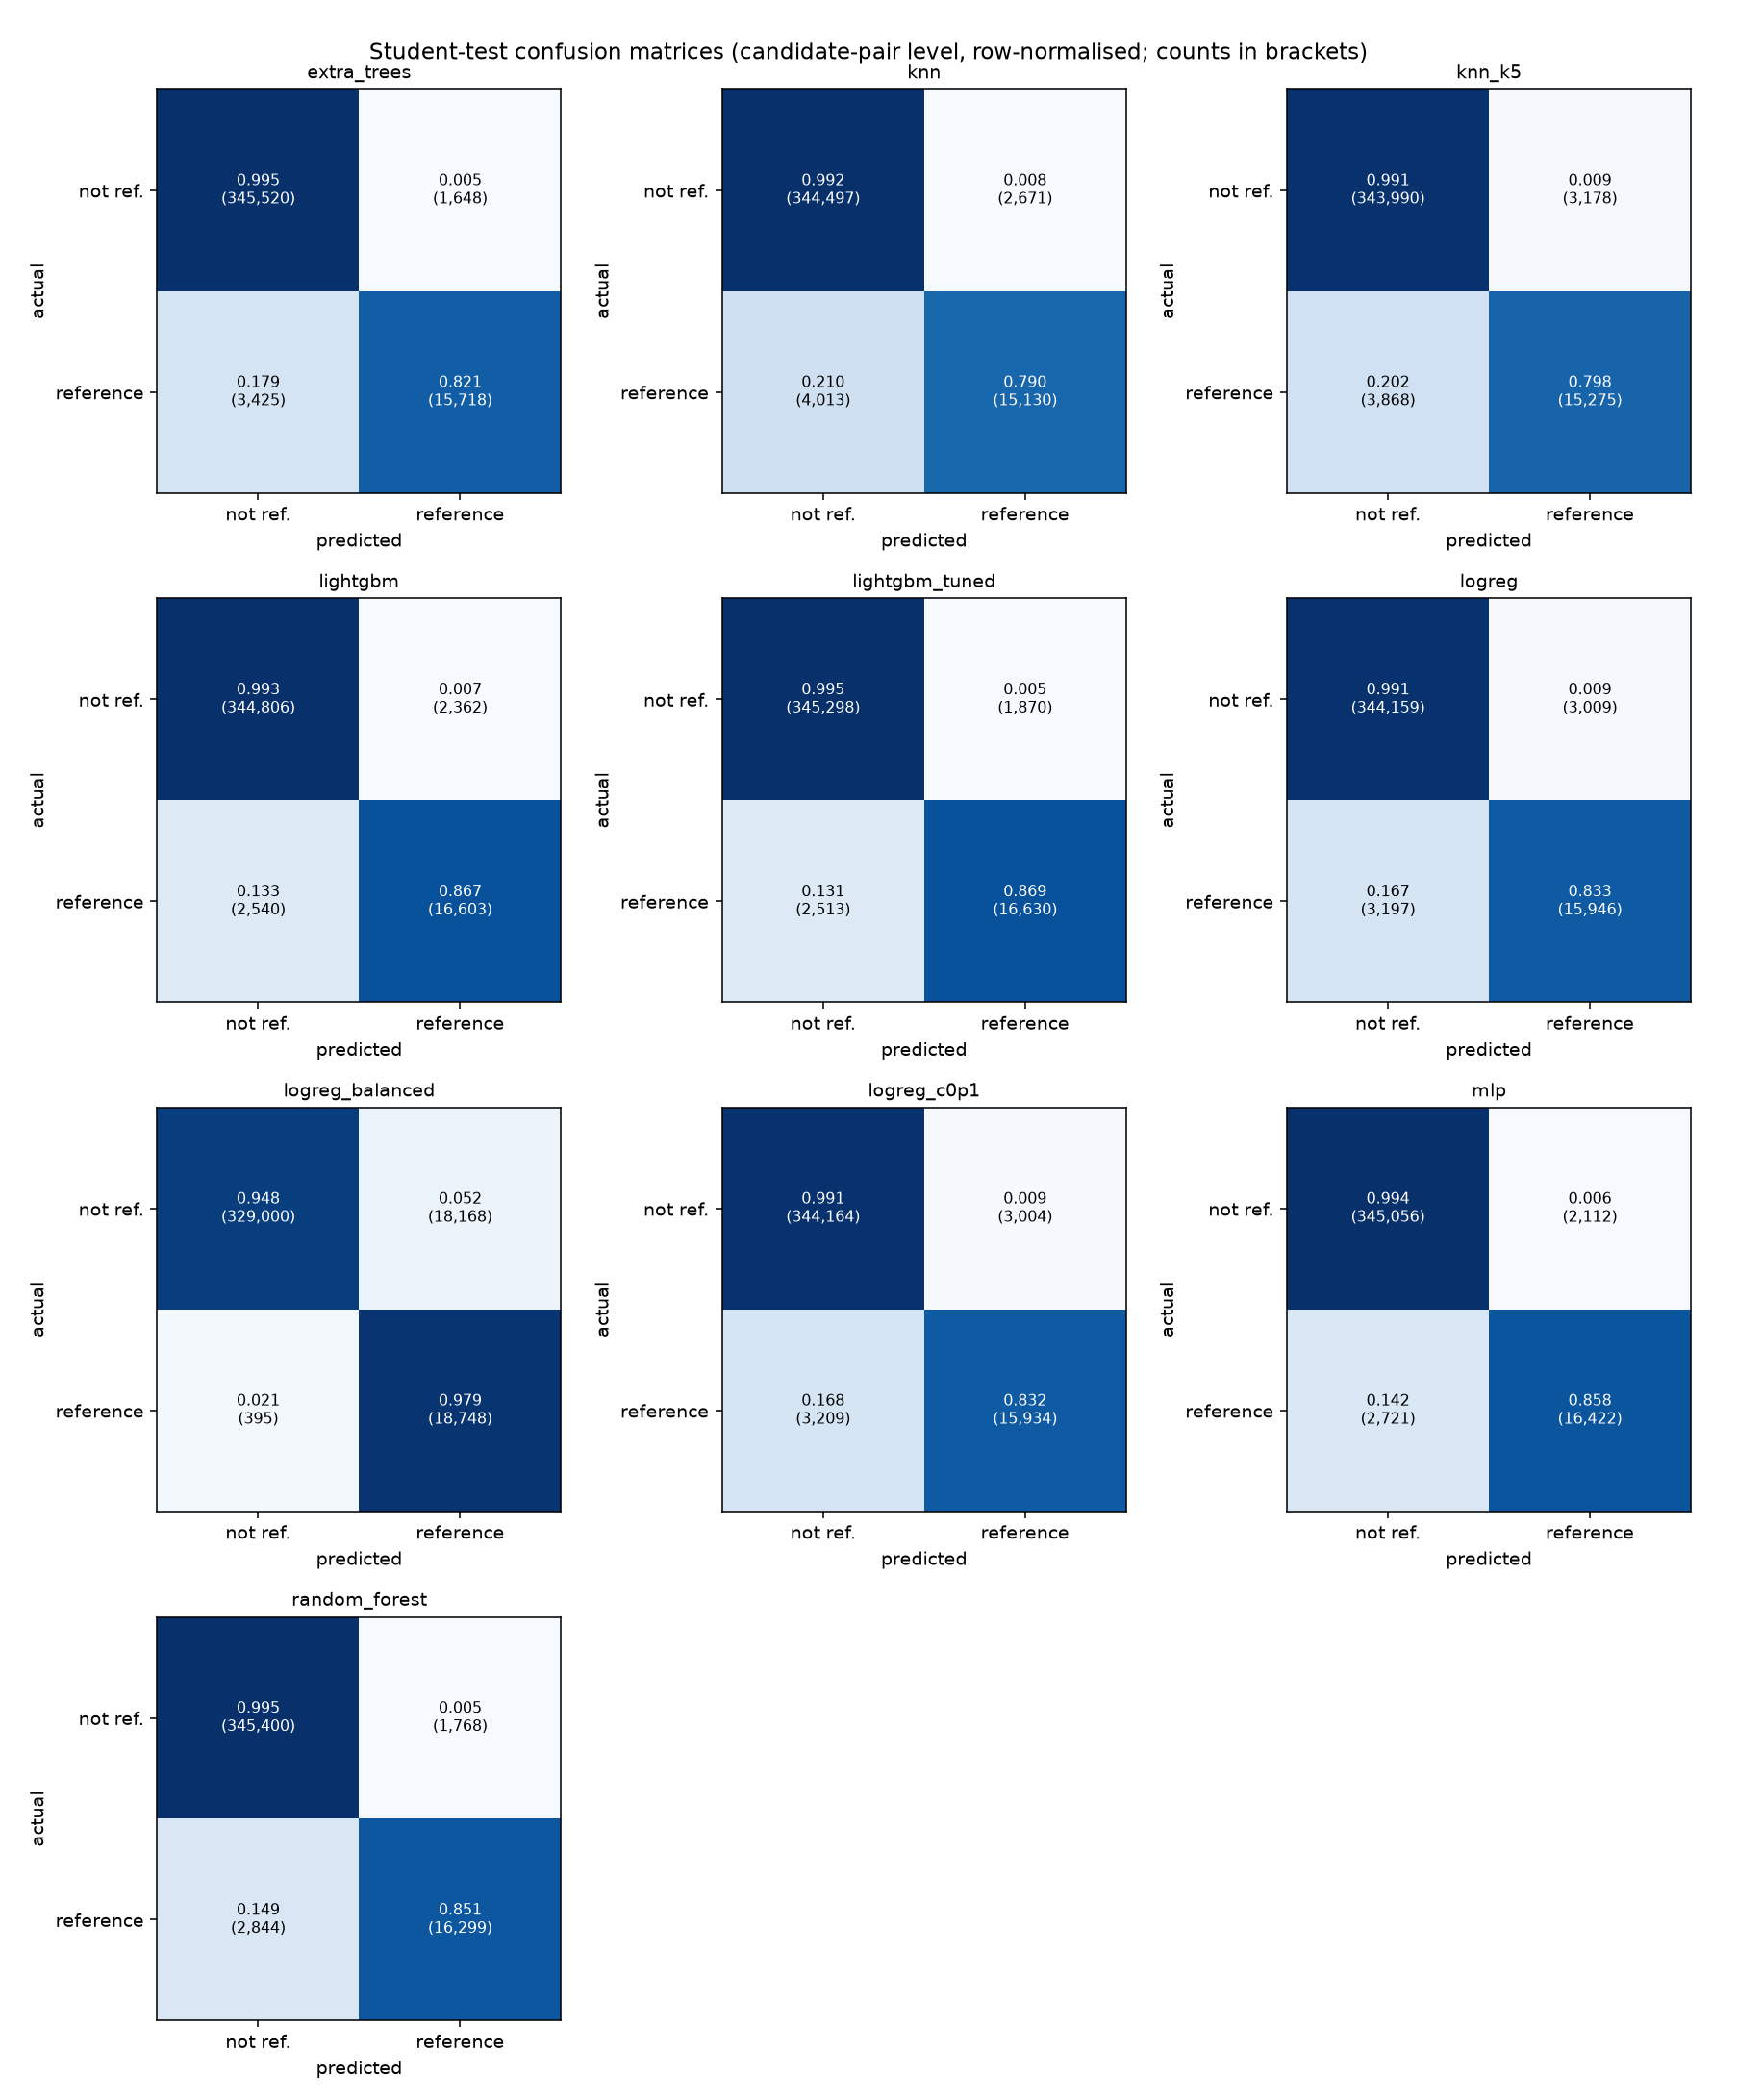 Student-test confusion matrices (candidate-pair level, row-normalised; counts in brackets)
extra_trees
actual
not ref.
0.995
(345,520)
0.005
(1,648)
reference
0.179
(3,425)
0.821
(15,718)
not ref.
reference
predicted
knn
actual
not ref.
0.992
(344,497)
0.008
(2,671)
reference
0.210
(4,013)
0.790
(15,130)
not ref.
reference
predicted
knn_k5
actual
not ref.
0.991
(343,990)
0.009
(3,178)
reference
0.202
(3,868)
0.798
(15,275)
not ref.
reference
predicted
lightgbm
actual
not ref.
0.993
(344,806)
0.007
(2,362)
reference
0.133
(2,540)
0.867
(16,603)
not ref.
reference
predicted
lightgbm_tuned
actual
not ref.
0.995
(345,298)
0.005
(1,870)
reference
0.131
(2,513)
0.869
(16,630)
not ref.
reference
predicted
logreg
actual
not ref.
0.991
(344,159)
0.009
(3,009)
reference
0.167
(3,197)
0.833
(15,946)
not ref.
reference
predicted
logreg_balanced
actual
not ref.
0.948
(329,000)
0.052
(18,168)
reference
0.021
(395)
0.979
(18,748)
not ref.
reference
predicted
logreg_c0p1
actual
not ref.
0.991
(344,164)
0.009
(3,004)
reference
0.168
(3,209)
0.832
(15,934)
not ref.
reference
predicted
mlp
actual
not ref.
0.994
(345,056)
0.006
(2,112)
reference
0.142
(2,721)
0.858
(16,422)
not ref.
reference
predicted
random_forest
actual
not ref.
0.995
(345,400)
0.005
(1,768)
reference
0.149
(2,844)
0.851
(16,299)
not ref.
reference
predicted